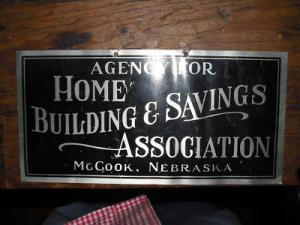 AGENCY FOR
HOME
BUILDING & SAVINGS
ASSOCIATION
MCCOOK, NEBRASKA